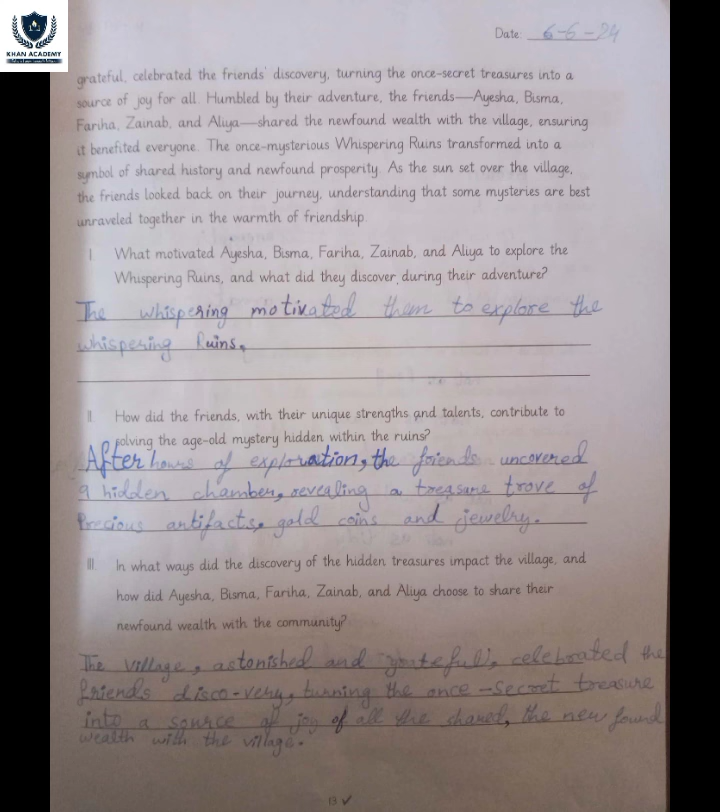 KHAN ACADEMY
Date: 6-6-24
grateful, celebrated the friends' discovery, turning the once-secret treasures into a
source of joy for all. Humbled by their adventure, the friends—Ayesha, Bisma,
Fariha, Zainab, and Aliya—shared the newfound wealth with the village, ensuring
it benefited everyone. The once-mysterious Whispering Ruins transformed into a
symbol of shared history and newfound prosperity. As the sun set over the village,
the friends looked back on their journey, understanding that some mysteries are best
unraveled together in the warmth of friendship.
I. What motivated Ayesha, Bisma, Fariha, Zainab, and Aliya to explore the
Whispering Ruins, and what did they discover during their adventure?
The whispering motivated them to explore the
whispering Ruins.
II. How did the friends, with their unique strengths and talents, contribute to
solving the age-old mystery hidden within the ruins?
After hours of exploration, the friends uncovered
a hidden chamber, revealing a treasure trove of
Precious artifacts, gold coins and jewelry.
III. In what ways did the discovery of the hidden treasures impact the village, and
how did Ayesha, Bisma, Fariha, Zainab, and Aliya choose to share their
newfound wealth with the community?
The village, astonished and grateful, celebrated the
friends disco-very, turning the once-secret treasure
into a source of joy of all the shared, the new found
wealth with the village.
13